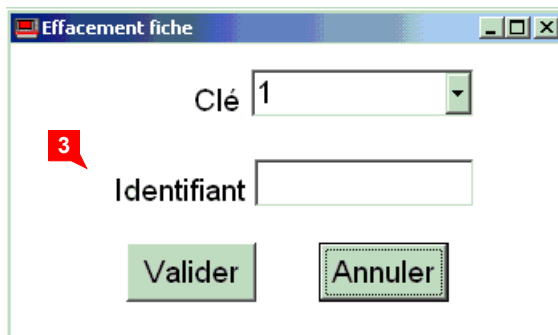 Effacement fiche
Clé 1
3
Identifiant
Valider Annuler